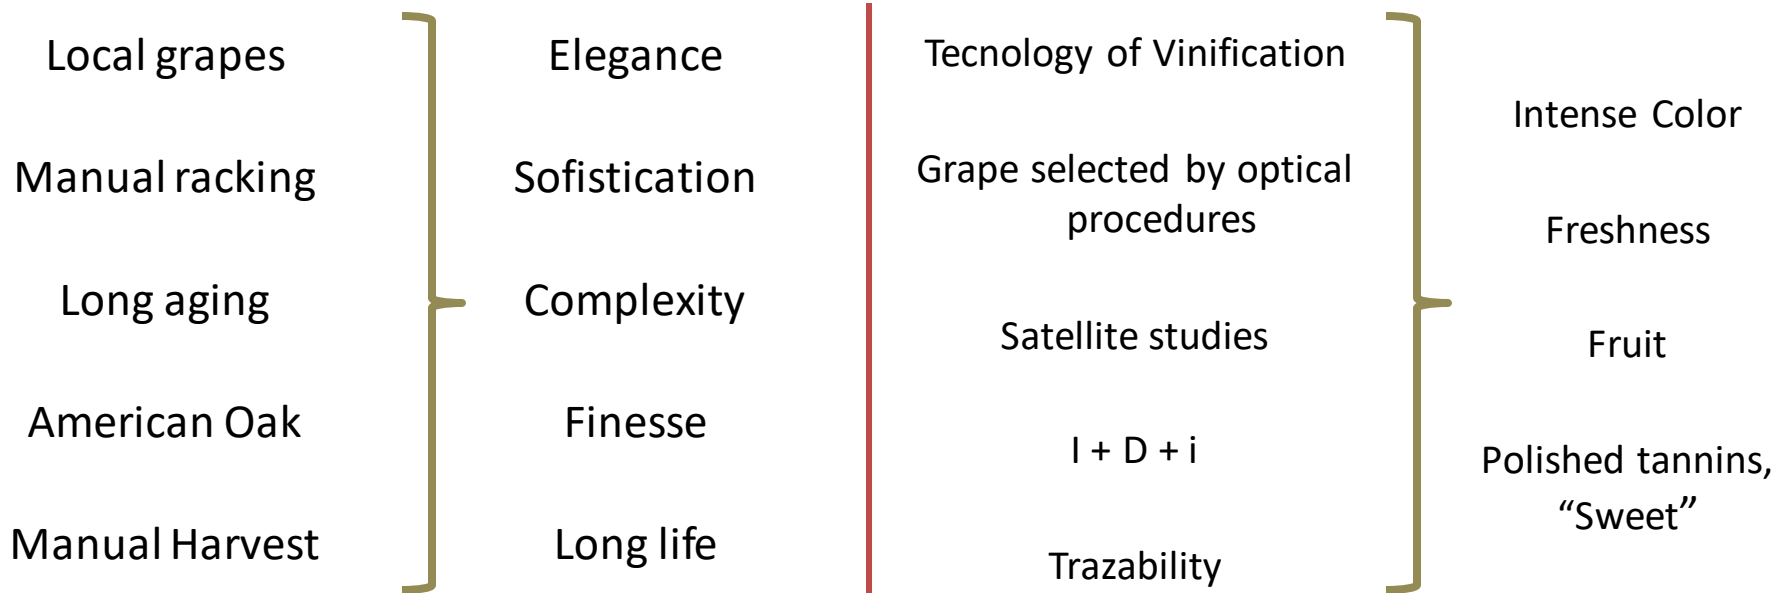 Local grapes
Manual racking
Long aging
American Oak
Manual Harvest
Elegance
Sofistication
Complexity
Finesse
Long life
Tecnology of Vinification
Grape selected by optical
procedures
Satellite studies
I + D + i
Trazability
Intense Color
Freshness
Fruit
Polished tannins,
“Sweet”